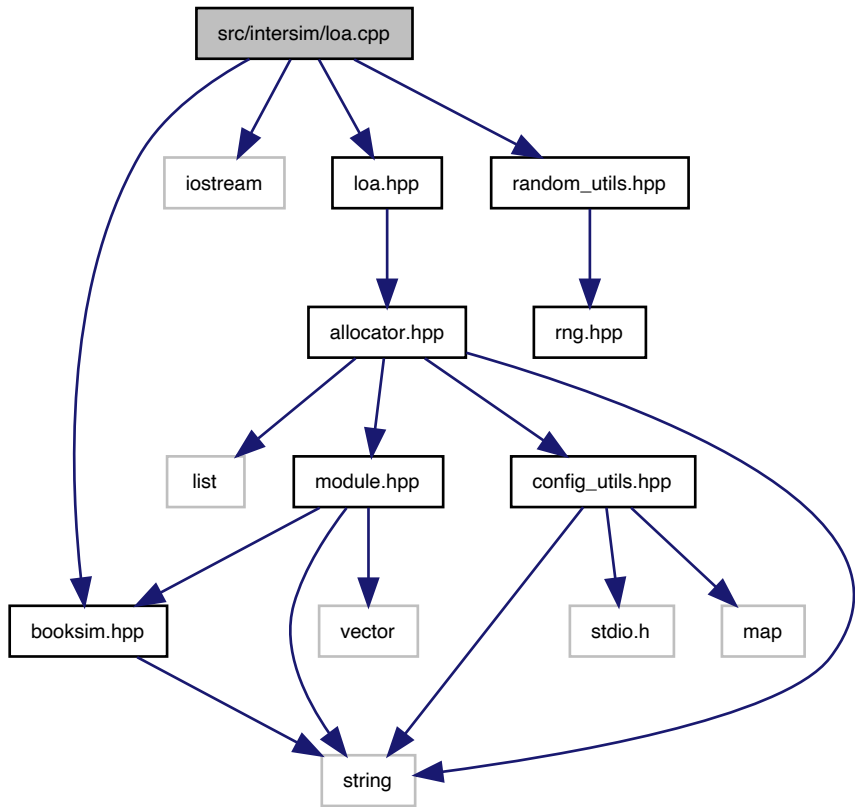 src/intersim/loa.cpp
iostream
loa.hpp
random_utils.hpp
allocator.hpp
rng.hpp
list
module.hpp
config_utils.hpp
booksim.hpp
vector
stdio.h
map
string